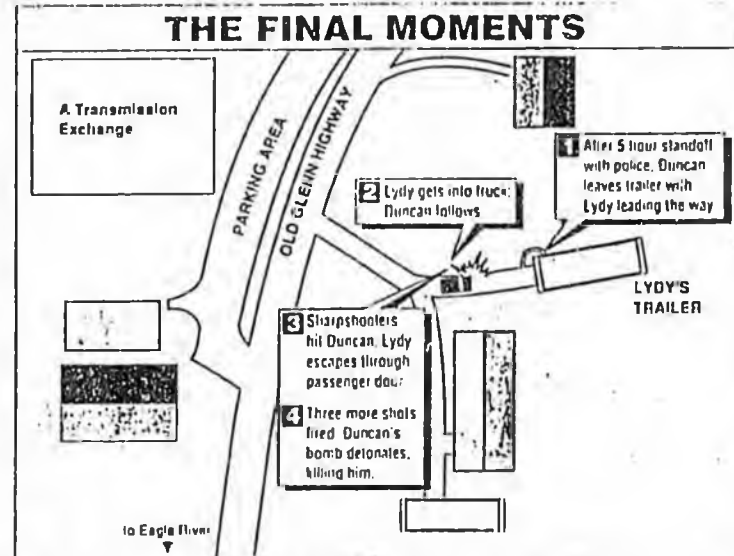 THE FINAL MOMENTS
A Transmission
Exchange
PARKING AREA
OLD GLENN HIGHWAY
1 After 5 hour standoff
with police, Duncan
leaves trailer with
Lydy leading the way
2 Lydy gets into truck;
Duncan follows
LYDY'S
TRAILER
3 Sharpshooters
hit Duncan, Lydy
escapes through
passenger door
4 Three more shots
fired. Duncan's
bomb detonates,
killing him.
to Eagle River